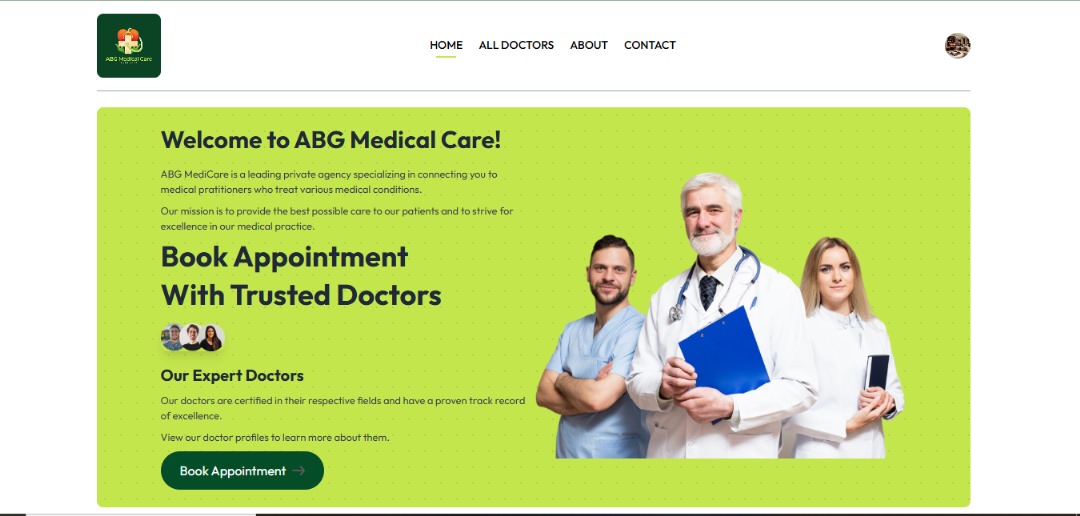 ABG Medical Care
HOME
ALL DOCTORS
ABOUT
CONTACT
Welcome to ABG Medical Care!
ABG MediCare is a leading private agency specializing in connecting you to
medical pratitioners who treat various medical conditions.
Our mission is to provide the best possible care to our patients and to strive for
excellence in our medical practice.
Book Appointment
With Trusted Doctors
Our Expert Doctors
Our doctors are certified in their respective fields and have a proven track record
of excellence.
View our doctor profiles to learn more about them.
Book Appointment →